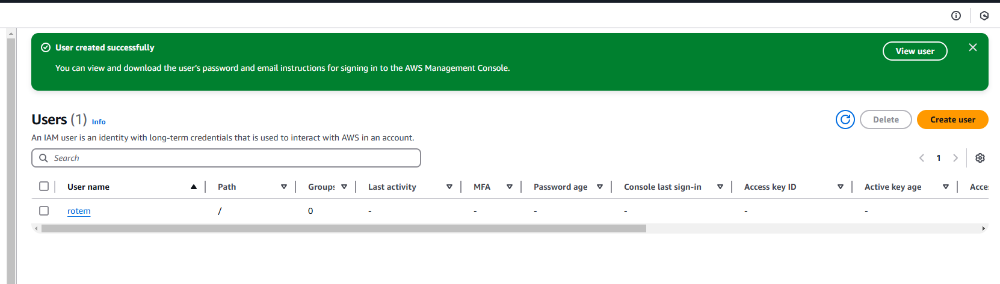 User created successfully
View user
You can view and download the user's password and email instructions for signing in to the AWS Management Console.
Users (1) Info
Delete
Create user
An IAM user is an identity with long-term credentials that is used to interact with AWS in an account.
Search
1
User name Path Groups Last activity MFA Password age Console last sign-in Access key ID Active key age Acces
rotem / 0 - - - - - -